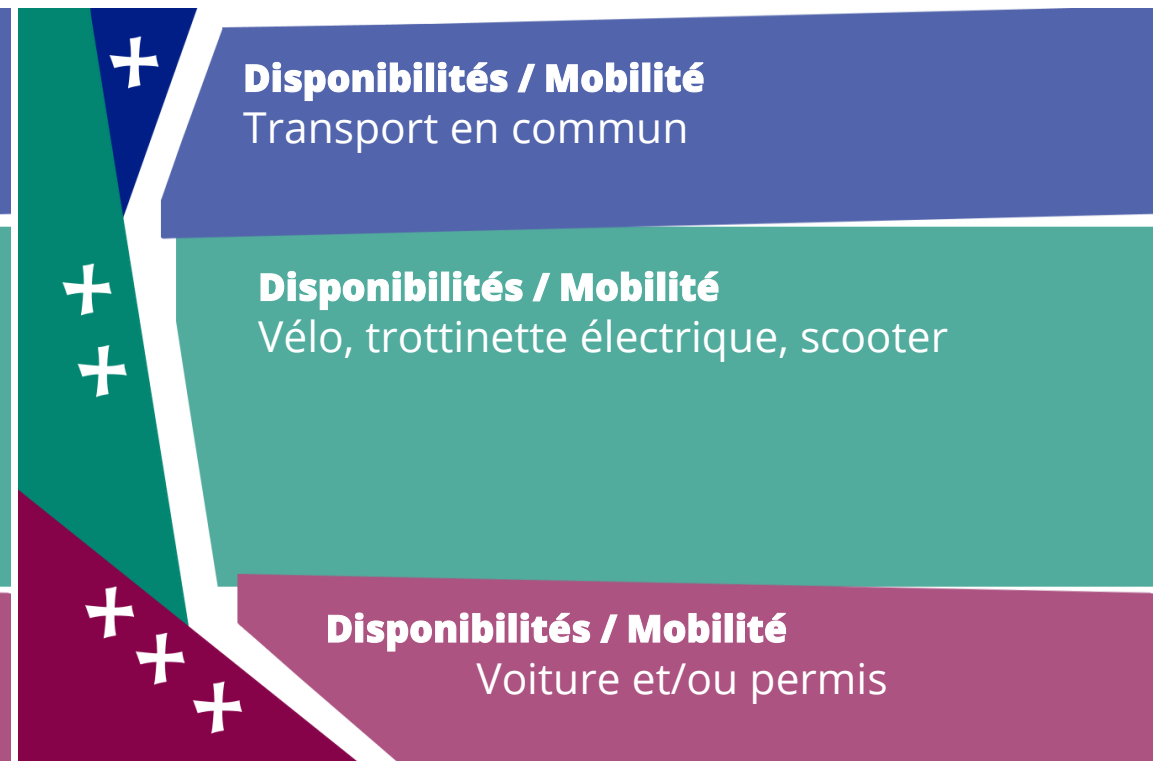 +
Disponibilités / Mobilité
Transport en commun
+
+
Disponibilités / Mobilité
Vélo, trottinette électrique, scooter
+
+
+
Disponibilités / Mobilité
Voiture et/ou permis